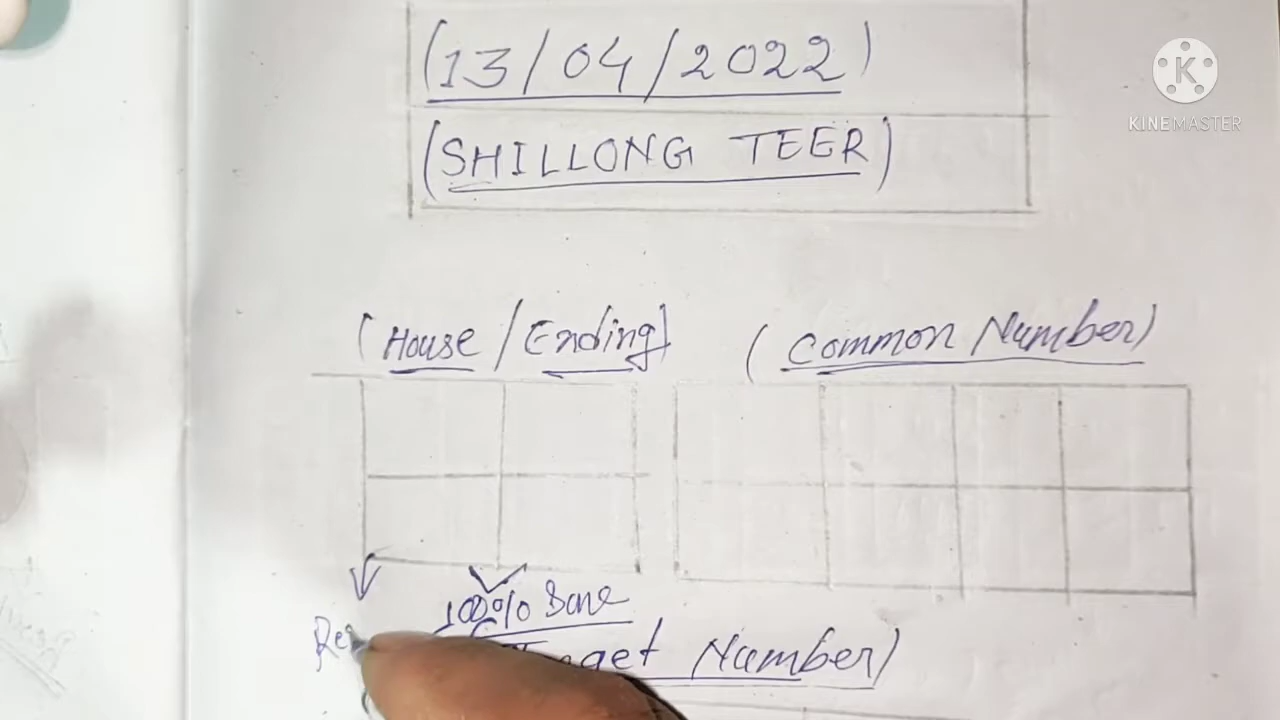 (13/04/2022)
K
KINEMASTER
(SHILLONG TEER)
[House/Ending]
(Common Number)
100% Sure
Number)